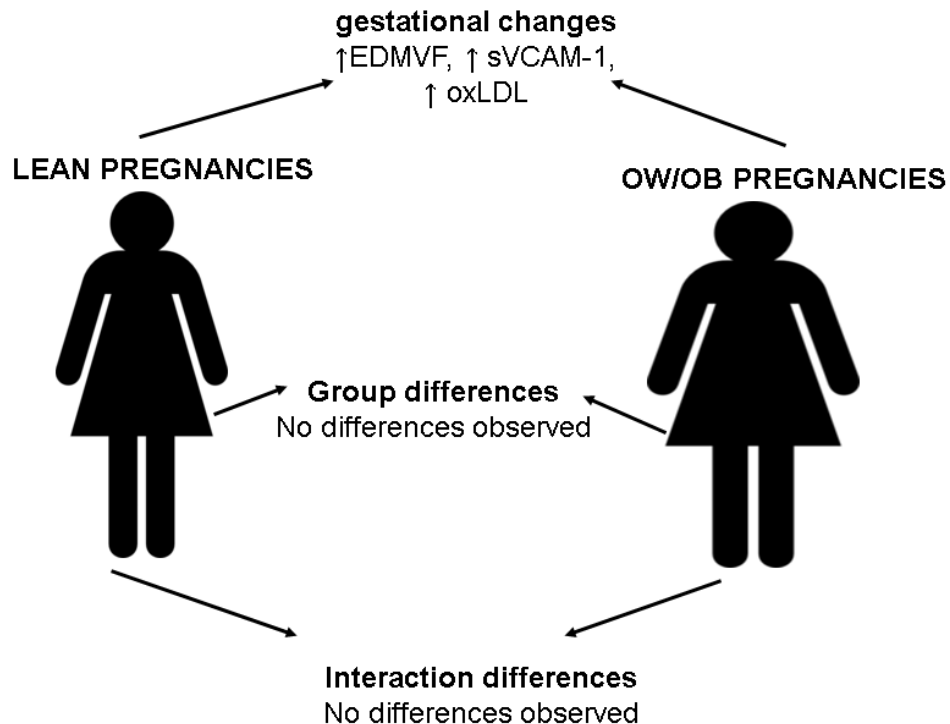 gestational changes
↑EDMVF, ↑ sVCAM-1,
↑ oxLDL
LEAN PREGNANCIES
OW/OB PREGNANCIES
Group differences
No differences observed
Interaction differences
No differences observed